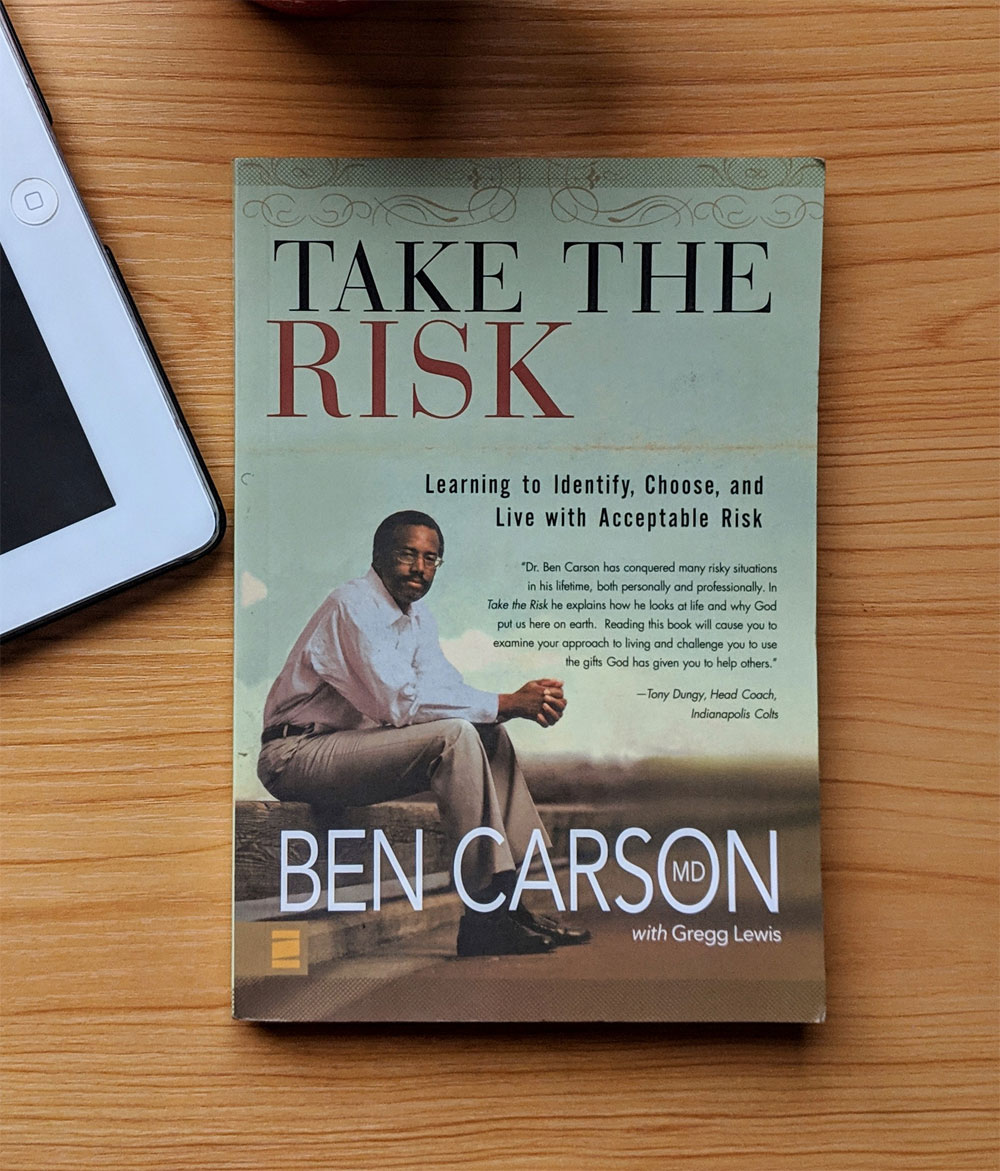 TAKE THE
RISK
Learning to Identify, Choose, and
Live with Acceptable Risk
“Dr. Ben Carson has conquered many risky situations
in his lifetime, both personally and professionally. In
Take the Risk he explains how he looks at life and why God
put us here on earth. Reading this book will cause you to
examine your approach to living and challenge you to use
the gifts God has given you to help others.”
—Tony Dungy, Head Coach,
Indianapolis Colts
BEN CARSON
MD
with Gregg Lewis